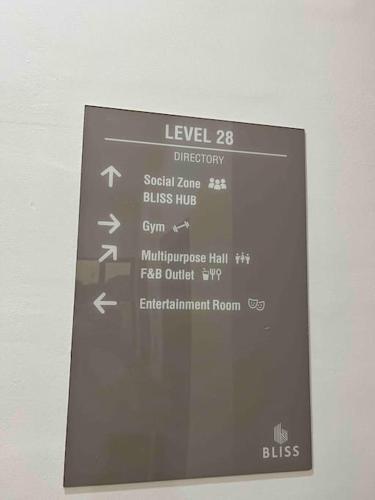 LEVEL 28
DIRECTORY
Social Zone
BLISS HUB
Gym
Multipurpose Hall
F&B Outlet
Entertainment Room
BLISS